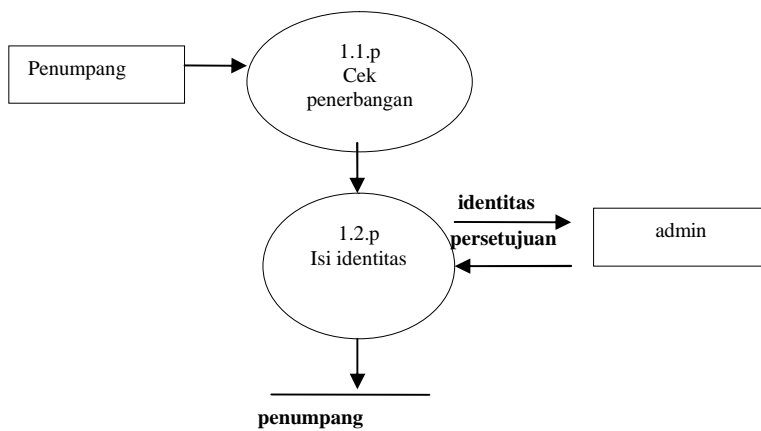 Penumpang
1.1.p
Cek
penerbangan
identitas
persetujuan
1.2.p
Isi identitas
admin
penumpang